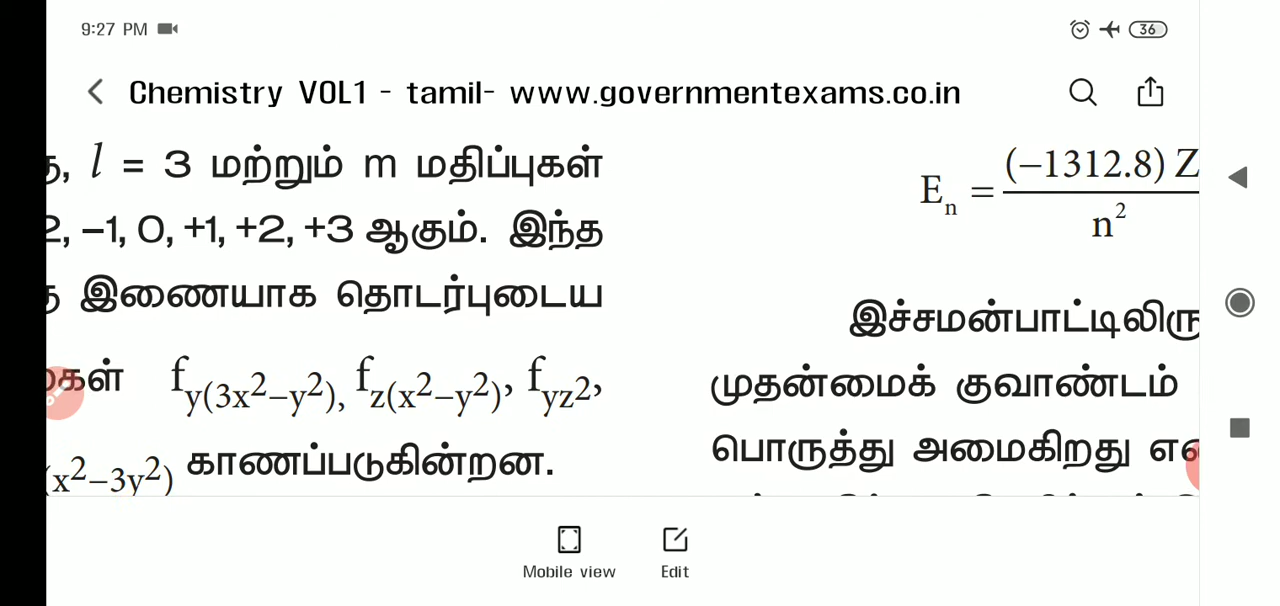 9:27 PM
36
Chemistry VOL1 - tamil- www.governmentexams.co.in
l = 3 மற்றும் m மதிப்புகள்
2, –1, 0, +1, +2, +3 ஆகும். இந்த
இணையாக தொடர்புடைய
f_y(3x²–y²), f_z(x²–y²), f_yz²,
(x²–3y²) காணப்படுகின்றன.
E_n = (–1312.8) Z / n²
இச்சமன்பாட்டிலிரு
முதன்மைக் குவாண்டம்
பொருத்து அமைகிறது
Mobile view
Edit